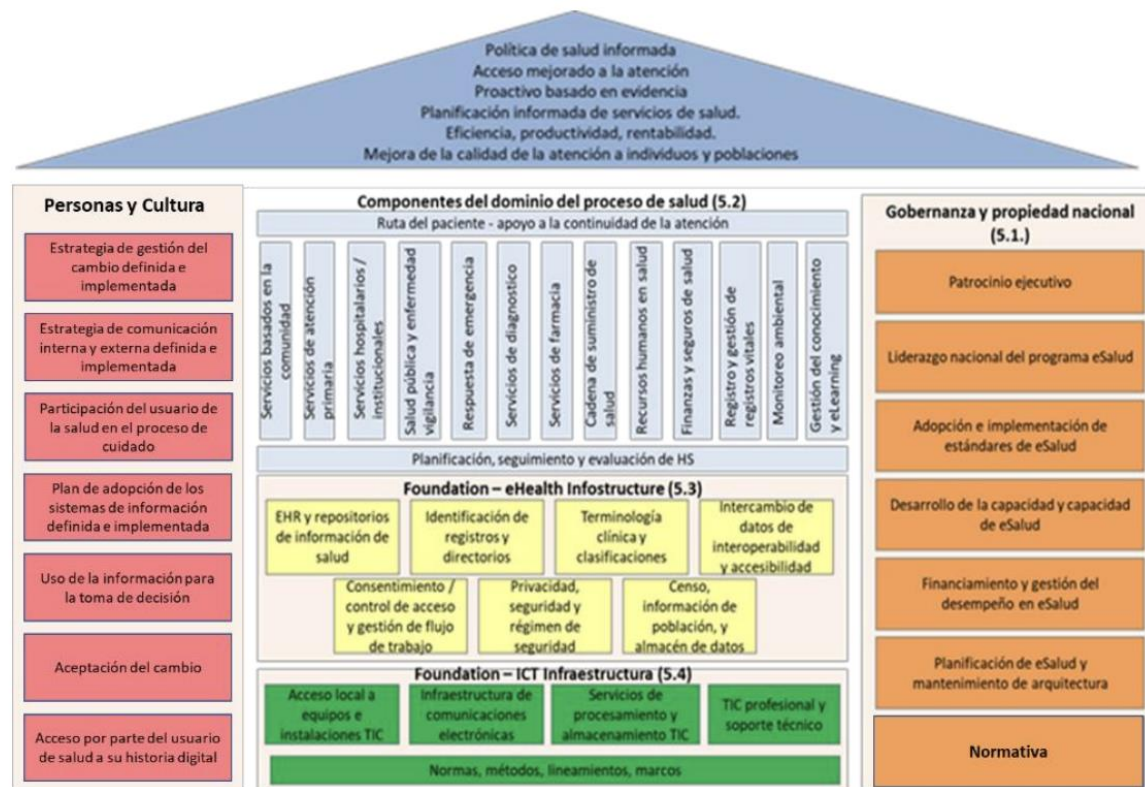 Política de salud informada
Acceso mejorado a la atención
Proactivo basado en evidencia
Planificación informada de servicios de salud.
Eficiencia, productividad, rentabilidad.
Mejora de la calidad de la atención a individuos y poblaciones
Personas y Cultura
Estrategia de gestión del
cambio definida e
implementada
Estrategia de comunicación
interna y externa definida e
implementada
Participación del usuario de
la salud en el proceso de
cuidado
Plan de adopción de los
sistemas de información
definida e implementada
Uso de la información para
la toma de decisión
Aceptación del cambio
Acceso por parte del usuario
de salud a su historia digital
Componentes del dominio del proceso de salud (5.2)
Ruta del paciente - apoyo a la continuidad de la atención
Servicios basados en la
comunidad
Servicios de atención
primaria
Servicios hospitalarios /
institucionales
Salud pública y enfermedad
vigilancia
Respuesta de emergencia
Servicios de diagnostico
Servicios de farmacia
Cadena de suministro de
salud
Recursos humanos en salud
Finanzas y seguros de salud
Registro y gestión de
registros vitales
Monitoreo ambiental
Gestión del conocimiento y
eLearning
Planificación, seguimiento y evaluación de HS
Foundation – eHealth Infostructure (5.3)
EHR y repositorios
de información de
salud
Identificación de
registros y
directorios
Terminología
clínica y
clasificaciones
Intercambio de
datos de
interoperabilidad
y accesibilidad
Consentimiento /
control de acceso
y gestión de flujo
de trabajo
Privacidad,
seguridad y
régimen de
seguridad
Censo,
información de
población, y
almacén de datos
Foundation – ICT Infraestructura (5.4)
Acceso local a
equipos e
instalaciones TIC
Infraestructura de
comunicaciones
electrónicas
Servicios de
procesamiento y
almacenamiento TIC
TIC profesional y
soporte técnico
Normas, métodos, lineamientos, marcos
Gobernanza y propiedad nacional
(5.1.)
Patrocinio ejecutivo
Liderazgo nacional del programa eSalud
Adopción e implementación de
estándares de eSalud
Desarrollo de la capacidad y capacidad
de eSalud
Financiamiento y gestión del
desempeño en eSalud
Planificación de eSalud y
mantenimiento de arquitectura
Normativa